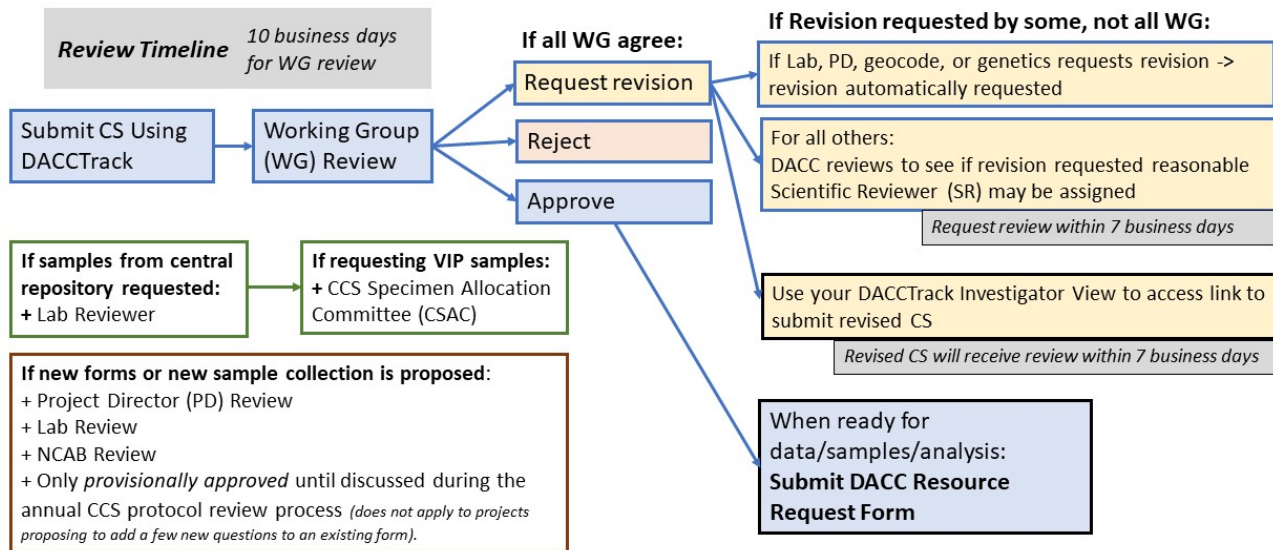 Review Timeline
10 business days
for WG review
Submit CS Using
DACCTrack
Working Group
(WG) Review
If all WG agree:
Request revision
Reject
Approve
If Revision requested by some, not all WG:
If Lab, PD, geocode, or genetics requests revision ->
revision automatically requested
For all others:
DACC reviews to see if revision requested reasonable
Scientific Reviewer (SR) may be assigned
Request review within 7 business days
Use your DACCTrack Investigator View to access link to
submit revised CS
Revised CS will receive review within 7 business days
When ready for
data/samples/analysis:
Submit DACC Resource
Request Form
If samples from central
repository requested:
+ Lab Reviewer
If requesting VIP samples:
+ CCS Specimen Allocation
Committee (CSAC)
If new forms or new sample collection is proposed:
+ Project Director (PD) Review
+ Lab Review
+ NCAB Review
+ Only provisionally approved until discussed during the
annual CCS protocol review process (does not apply to projects
proposing to add a few new questions to an existing form).